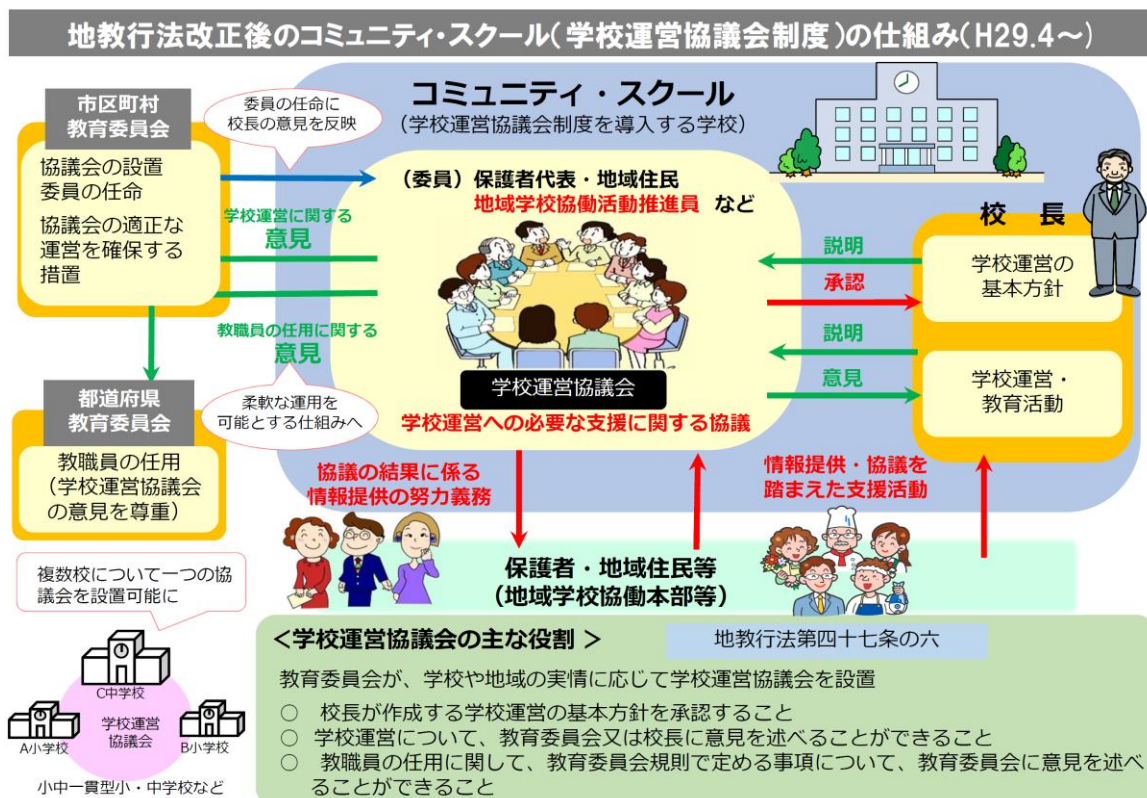 地教行法改正後のコミュニティ・スクール(学校運営協議会制度)の仕組み(H29.4～)
市区町村
教育委員会
協議会の設置
委員の任命
協議会の適正な
運営を確保する
措置
委員の任命に
校長の意見を反映
コミュニティ・スクール
(学校運営協議会制度を導入する学校)
(委員)保護者代表・地域住民
地域学校協働活動推進員 など
学校運営に関する
意見
教職員の任用に関する
意見
柔軟な運用を
可能とする仕組みへ
学校運営協議会
学校運営への必要な支援に関する協議
説明
承認
説明
意見
校 長
学校運営の
基本方針
学校運営・
教育活動
都道府県
教育委員会
教職員の任用
(学校運営協議会
の意見を尊重)
協議の結果に係る
情報提供の努力義務
情報提供・協議を
踏まえた支援活動
保護者・地域住民等
(地域学校協働本部等)
複数校について一つの協
議会を設置可能に
C中学校
学校運営
協議会
A小学校
B小学校
小中一貫型小・中学校など
<学校運営協議会の主な役割 >
地教行法第四十七条の六
教育委員会が、学校や地域の実情に応じて学校運営協議会を設置
○ 校長が作成する学校運営の基本方針を承認すること
○ 学校運営について、教育委員会又は校長に意見を述べることができること
○ 教職員の任用に関して、教育委員会規則で定める事項について、教育委員会に意見を述べ
ることができること